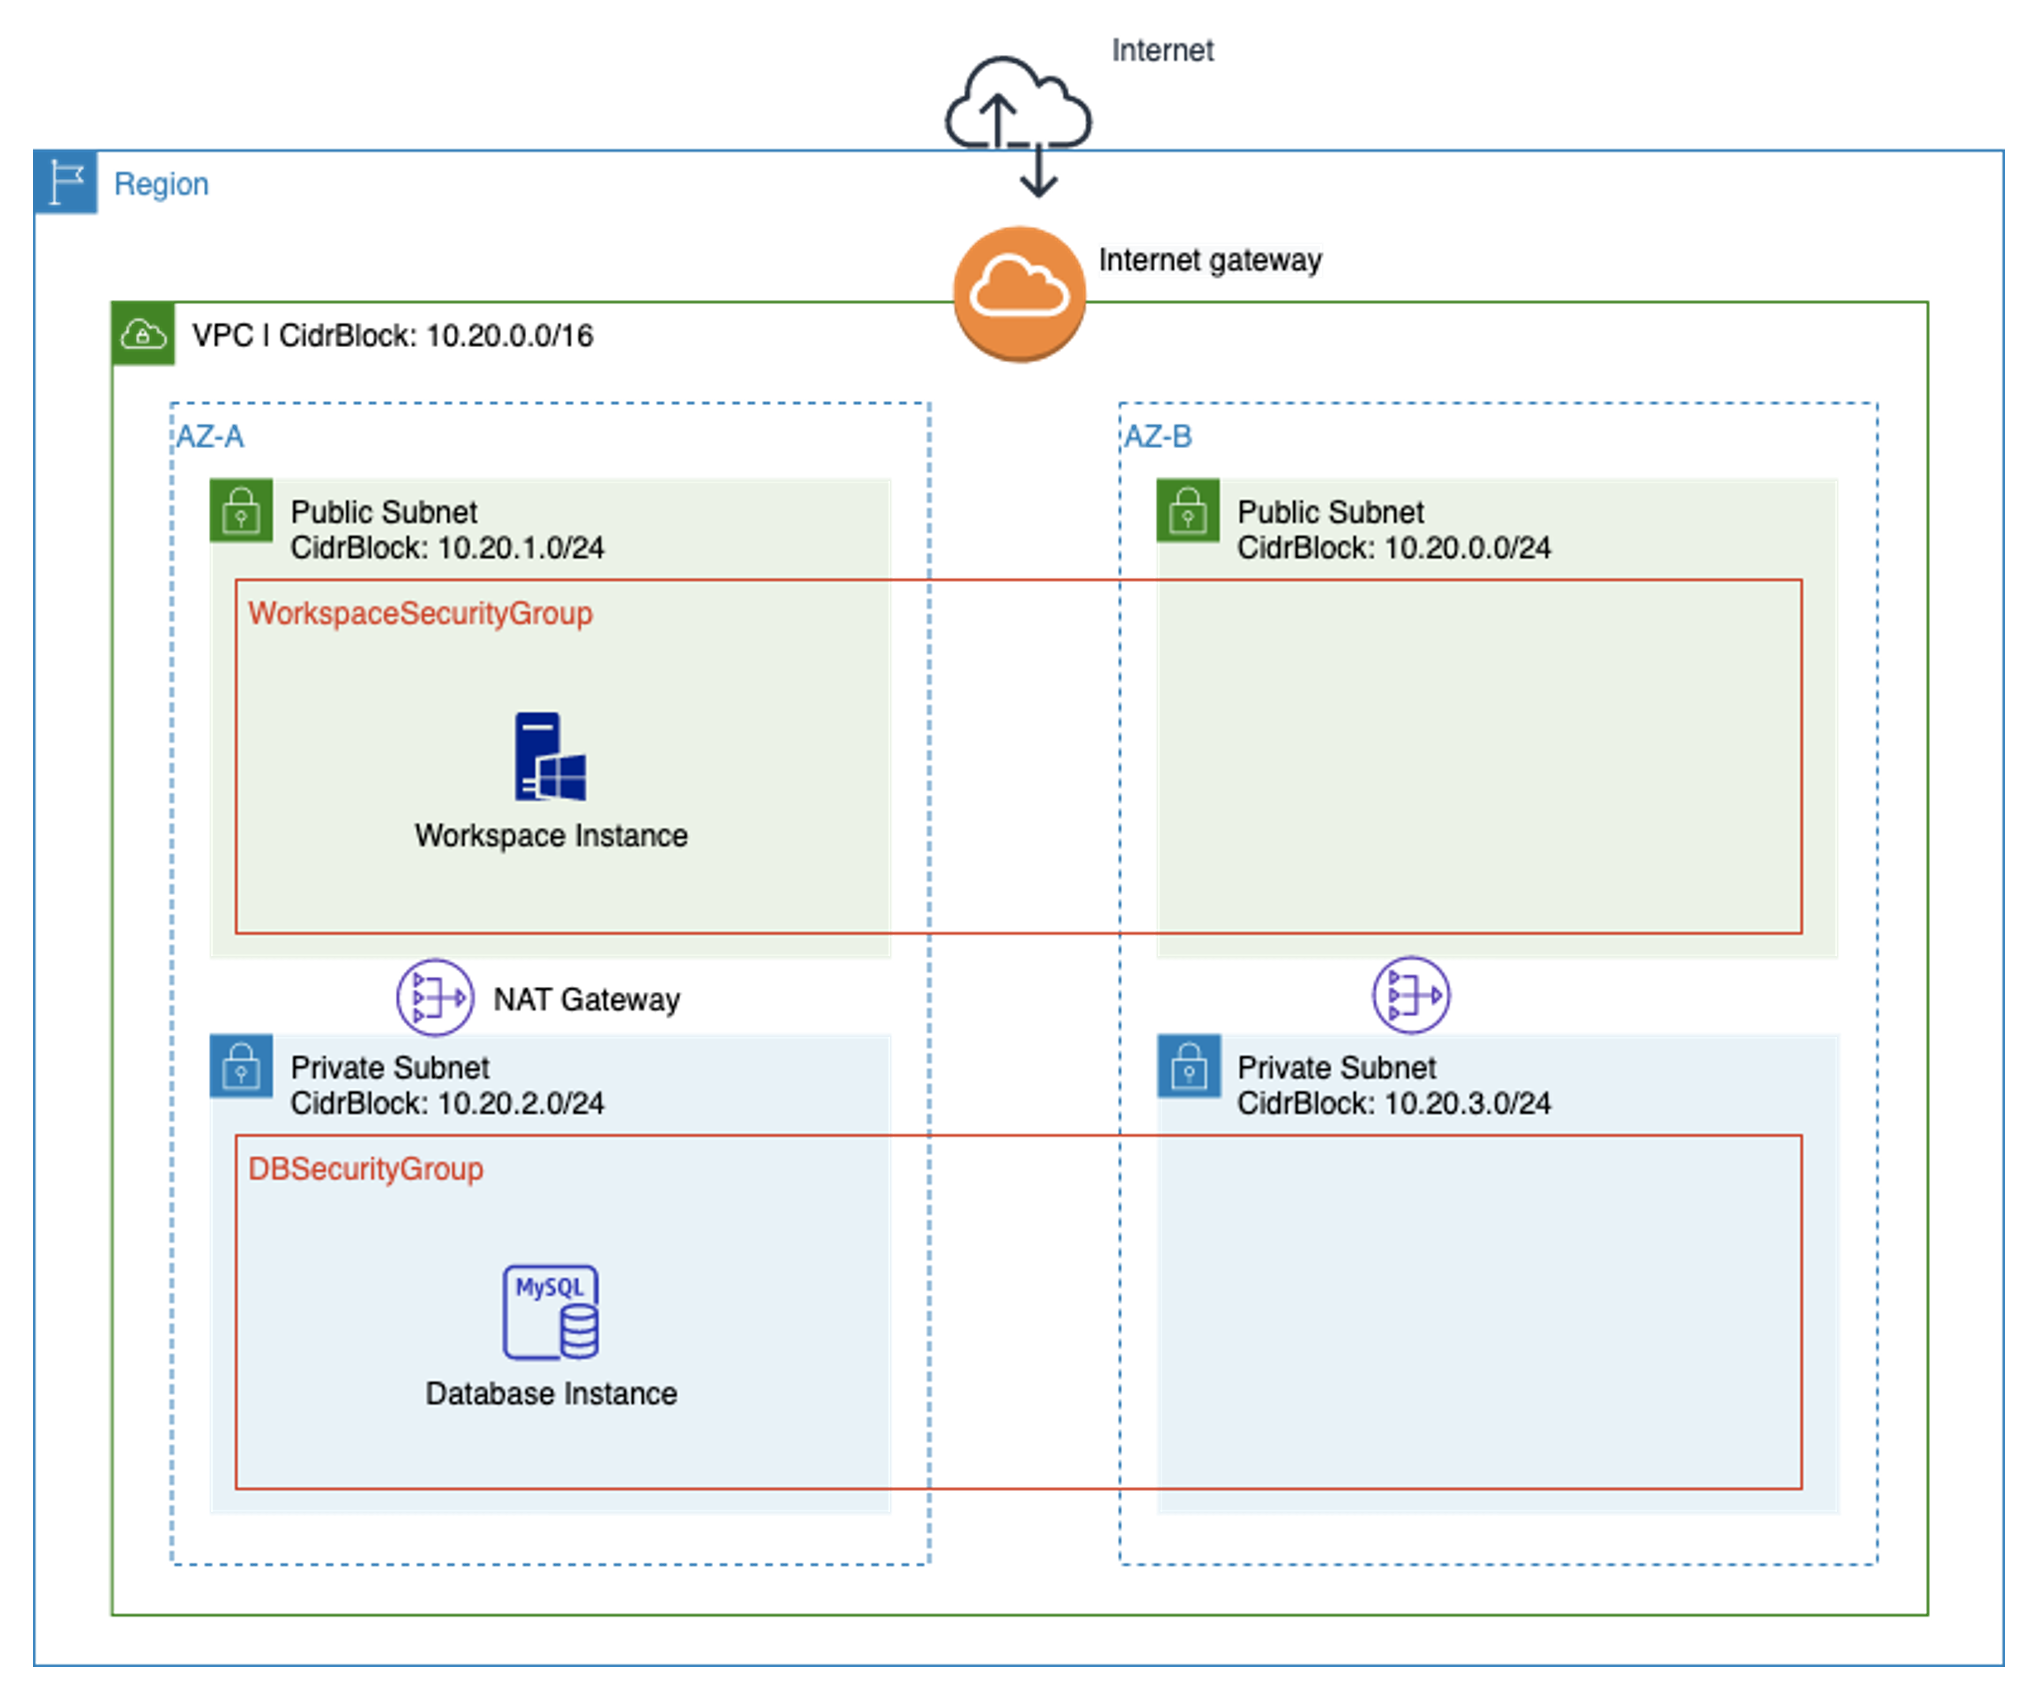 Internet
Region
Internet gateway
VPC | CidrBlock: 10.20.0.0/16
AZ-A
AZ-B
Public Subnet
CidrBlock: 10.20.1.0/24
Public Subnet
CidrBlock: 10.20.0.0/24
WorkspaceSecurityGroup
Workspace Instance
NAT Gateway
Private Subnet
CidrBlock: 10.20.2.0/24
Private Subnet
CidrBlock: 10.20.3.0/24
DBSecurityGroup
MySQL
Database Instance